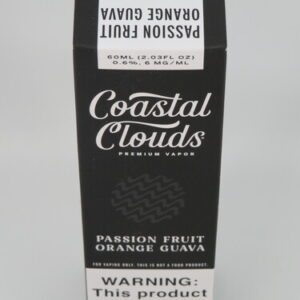 PASSION FRUIT
ORANGE GUAVA
60ML (2.03FL OZ)
0.6%, 6 MG/ML
Coastal
Clouds
PREMIUM VAPOR
PASSION FRUIT
ORANGE GUAVA
FOR VAPING ONLY. THIS IS NOT A FOOD PRODUCT.
WARNING:
This product